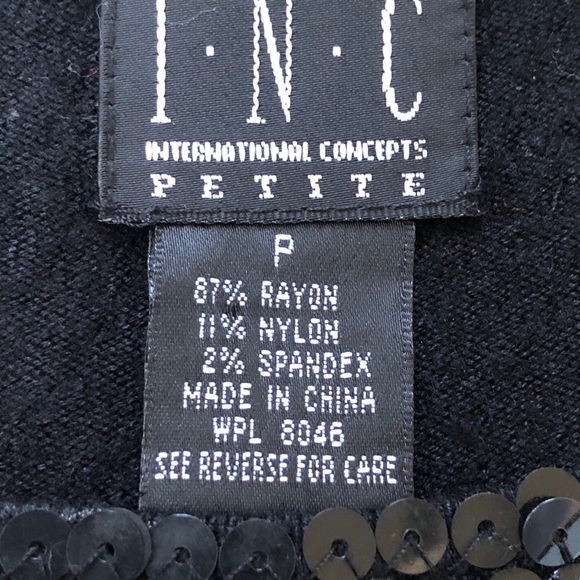 I·N·C
INTERNATIONAL CONCEPTS
PETITE
P
87% RAYON
11% NYLON
2% SPANDEX
MADE IN CHINA
WPL 8046
SEE REVERSE FOR CARE